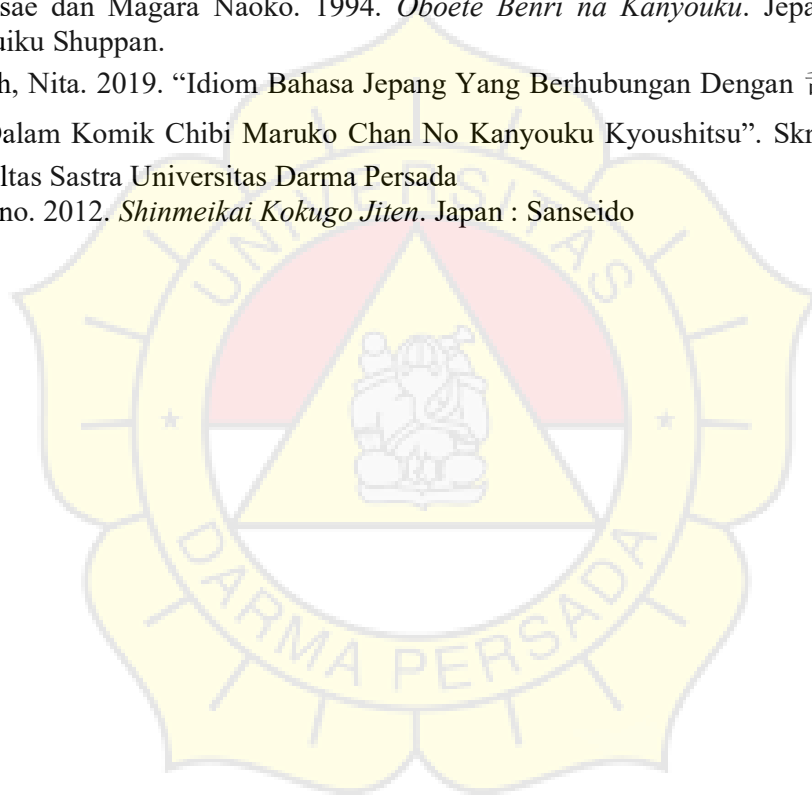 sae dan Magara Naoko. 1994. Oboete Benri na Kanyouku. Jepa
uiku Shuppan.
h, Nita. 2019. “Idiom Bahasa Jepang Yang Berhubungan Dengan
Dalam Komik Chibi Maruko Chan No Kanyouku Kyoushitsu”. Skr
ltas Sastra Universitas Darma Persada
no. 2012. Shinmeikai Kokugo Jiten. Japan : Sanseido
UNIVERSITAS
DARMA PERSADA